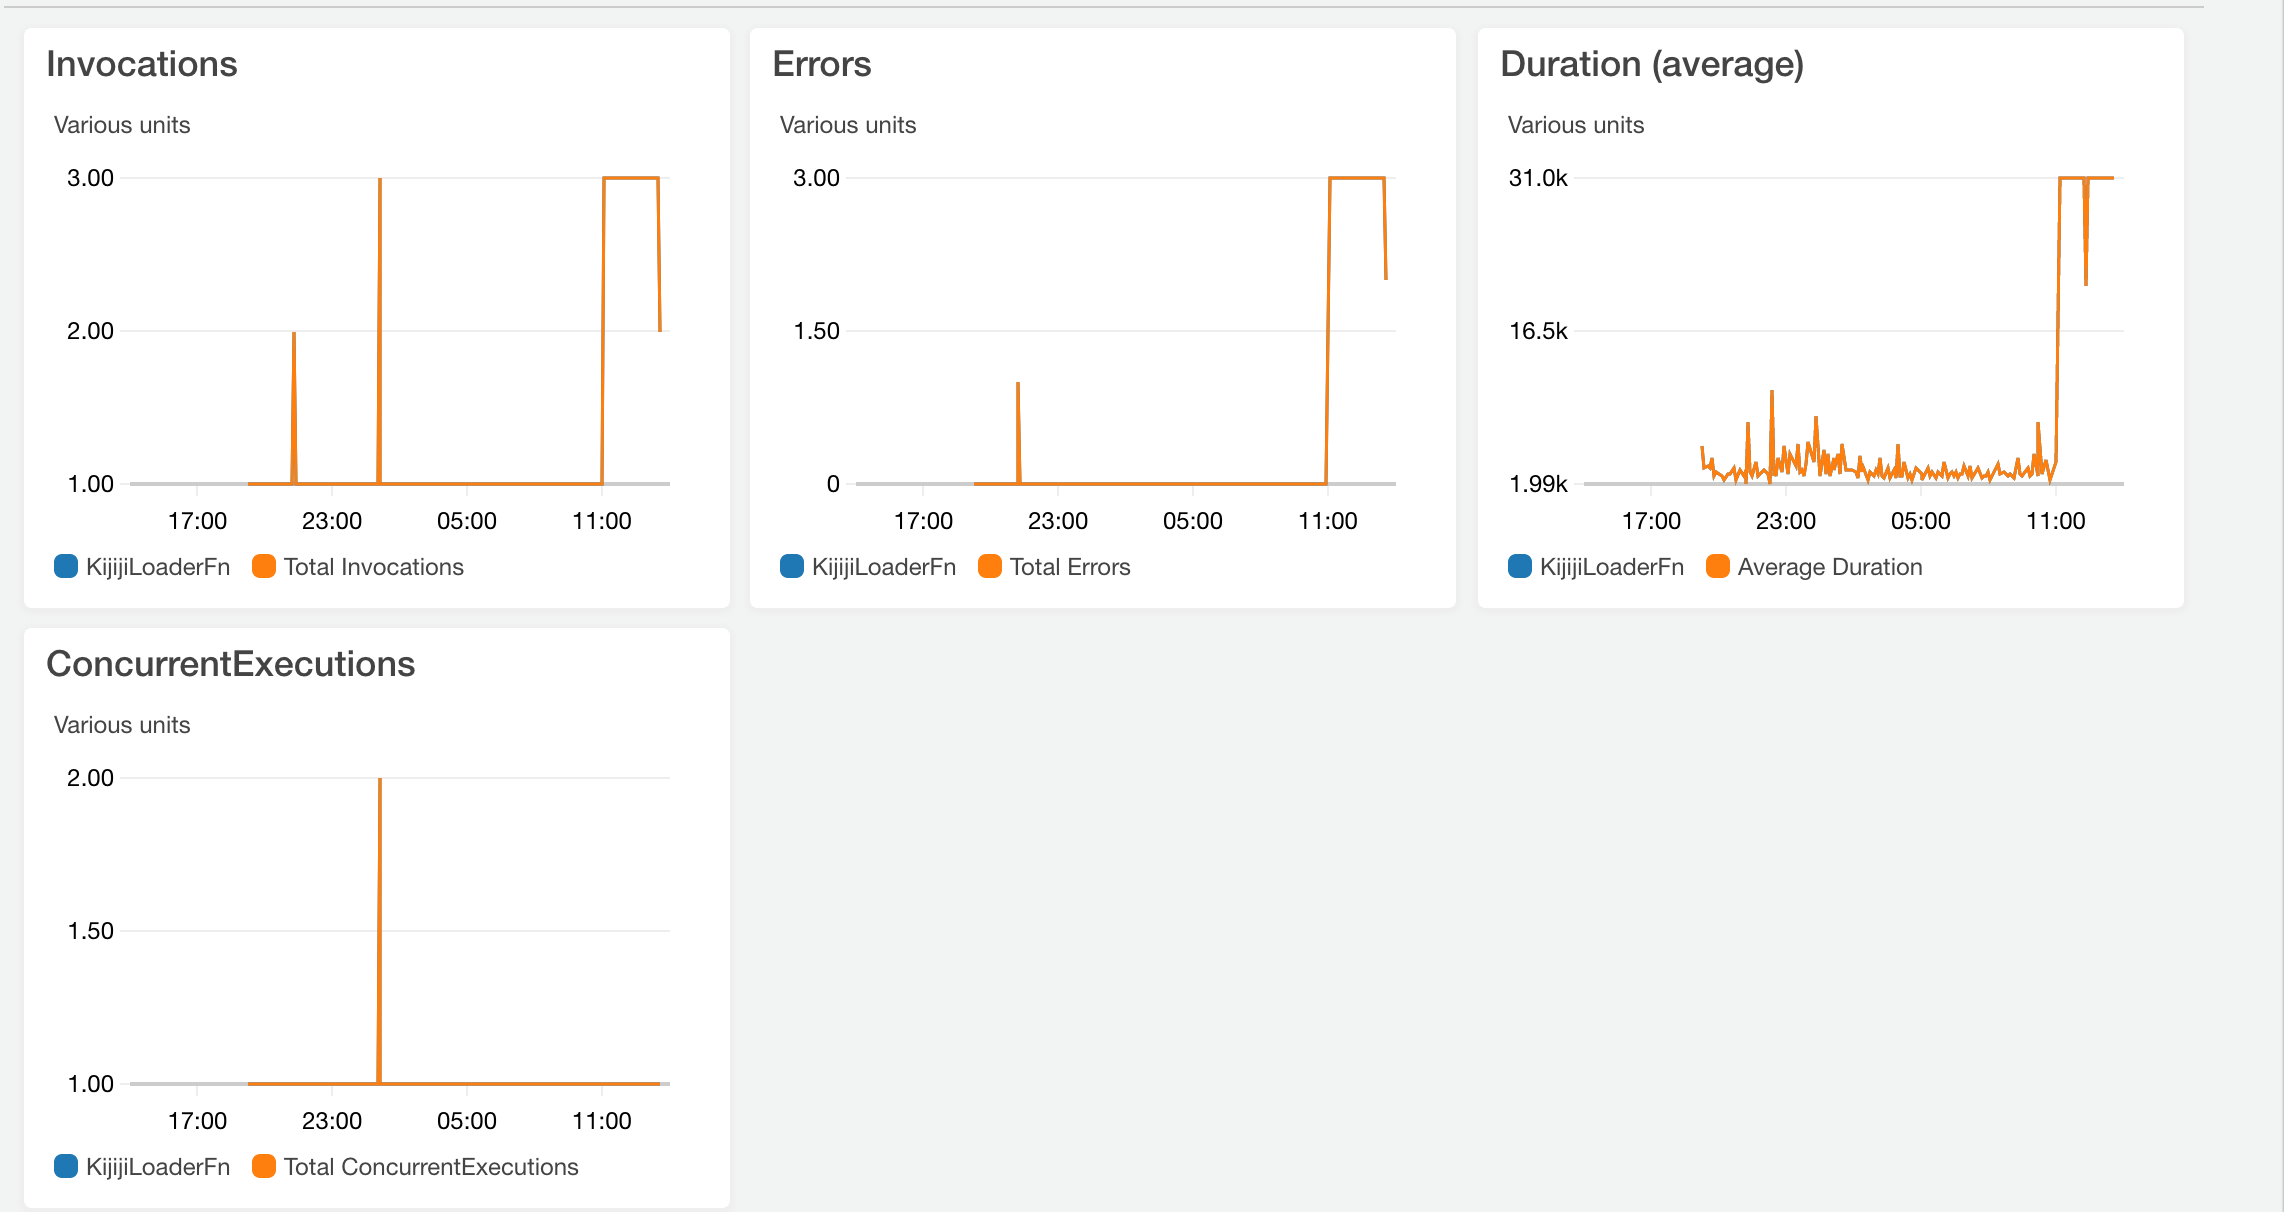 Invocations
Various units
3.00
2.00
1.00
17:00 23:00 05:00 11:00
KijijiLoaderFn Total Invocations
Errors
Various units
3.00
1.50
0
17:00 23:00 05:00 11:00
KijijiLoaderFn Total Errors
Duration (average)
Various units
31.0k
16.5k
1.99k
17:00 23:00 05:00 11:00
KijijiLoaderFn Average Duration
ConcurrentExecutions
Various units
2.00
1.50
1.00
17:00 23:00 05:00 11:00
KijijiLoaderFn Total ConcurrentExecutions